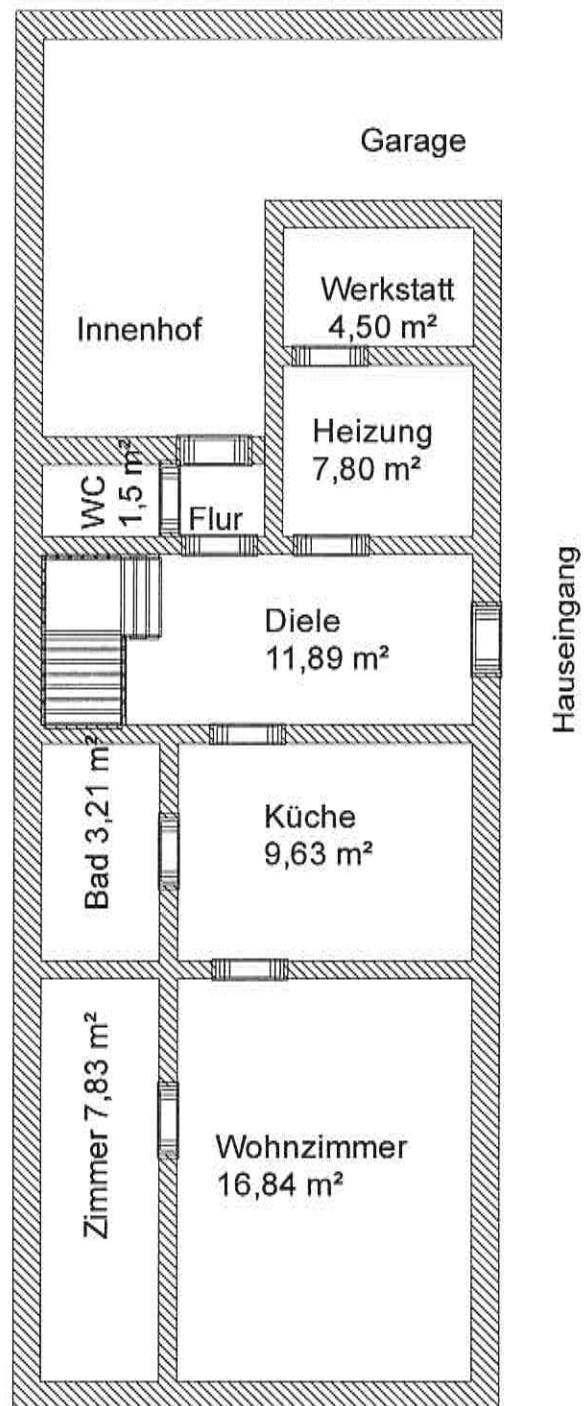 Garage
Werkstatt
4,50 m²
Innenhof
Heizung
7,80 m²
WC
1,5 m²
Flur
Diele
11,89 m²
Hauseingang
Bad 3,21 m²
Küche
9,63 m²
Zimmer 7,83 m²
Wohnzimmer
16,84 m²